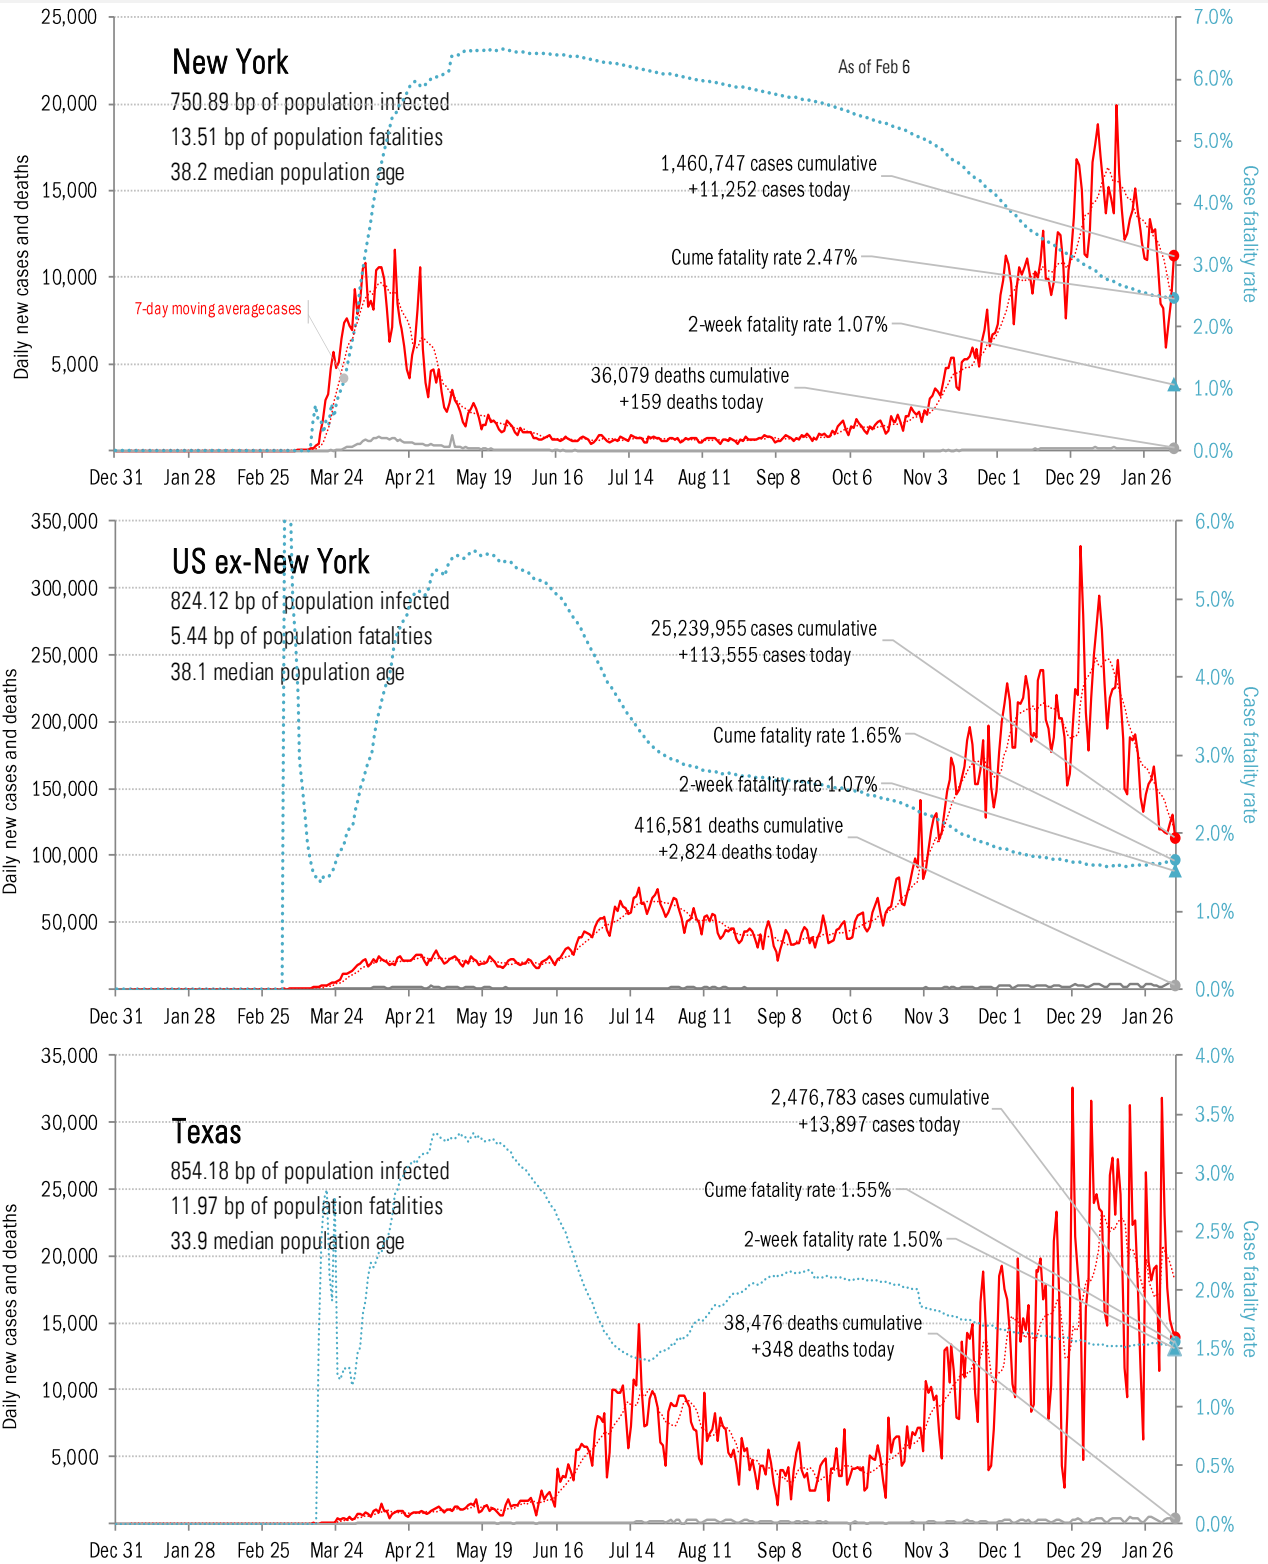 25,000
20,000
15,000
10,000
5,000
Daily new cases and deaths
7.0%
6.0%
5.0%
4.0%
3.0%
2.0%
1.0%
0.0%
Case fatality rate
New York
750.89 bp of population infected
13.51 bp of population fatalities
38.2 median population age
As of Feb 6
1,460,747 cases cumulative
+11,252 cases today
Cume fatality rate 2.47%
7-day moving average cases
2-week fatality rate 1.07%
36,079 deaths cumulative
+159 deaths today
Dec 31 Jan 28 Feb 25 Mar 24 Apr 21 May 19 Jun 16 Jul 14 Aug 11 Sep 8 Oct 6 Nov 3 Dec 1 Dec 29 Jan 26
350,000
300,000
250,000
200,000
150,000
100,000
50,000
Daily new cases and deaths
6.0%
5.0%
4.0%
3.0%
2.0%
1.0%
0.0%
Case fatality rate
US ex-New York
824.12 bp of population infected
5.44 bp of population fatalities
38.1 median population age
25,239,955 cases cumulative
+113,555 cases today
Cume fatality rate 1.65%
2-week fatality rate 1.07%
416,581 deaths cumulative
+2,824 deaths today
Dec 31 Jan 28 Feb 25 Mar 24 Apr 21 May 19 Jun 16 Jul 14 Aug 11 Sep 8 Oct 6 Nov 3 Dec 1 Dec 29 Jan 26
35,000
30,000
25,000
20,000
15,000
10,000
5,000
Daily new cases and deaths
4.0%
3.5%
3.0%
2.5%
2.0%
1.5%
1.0%
0.5%
0.0%
Case fatality rate
Texas
854.18 bp of population infected
11.97 bp of population fatalities
33.9 median population age
2,476,783 cases cumulative
+13,897 cases today
Cume fatality rate 1.55%
2-week fatality rate 1.50%
38,476 deaths cumulative
+348 deaths today
Dec 31 Jan 28 Feb 25 Mar 24 Apr 21 May 19 Jun 16 Jul 14 Aug 11 Sep 8 Oct 6 Nov 3 Dec 1 Dec 29 Jan 26